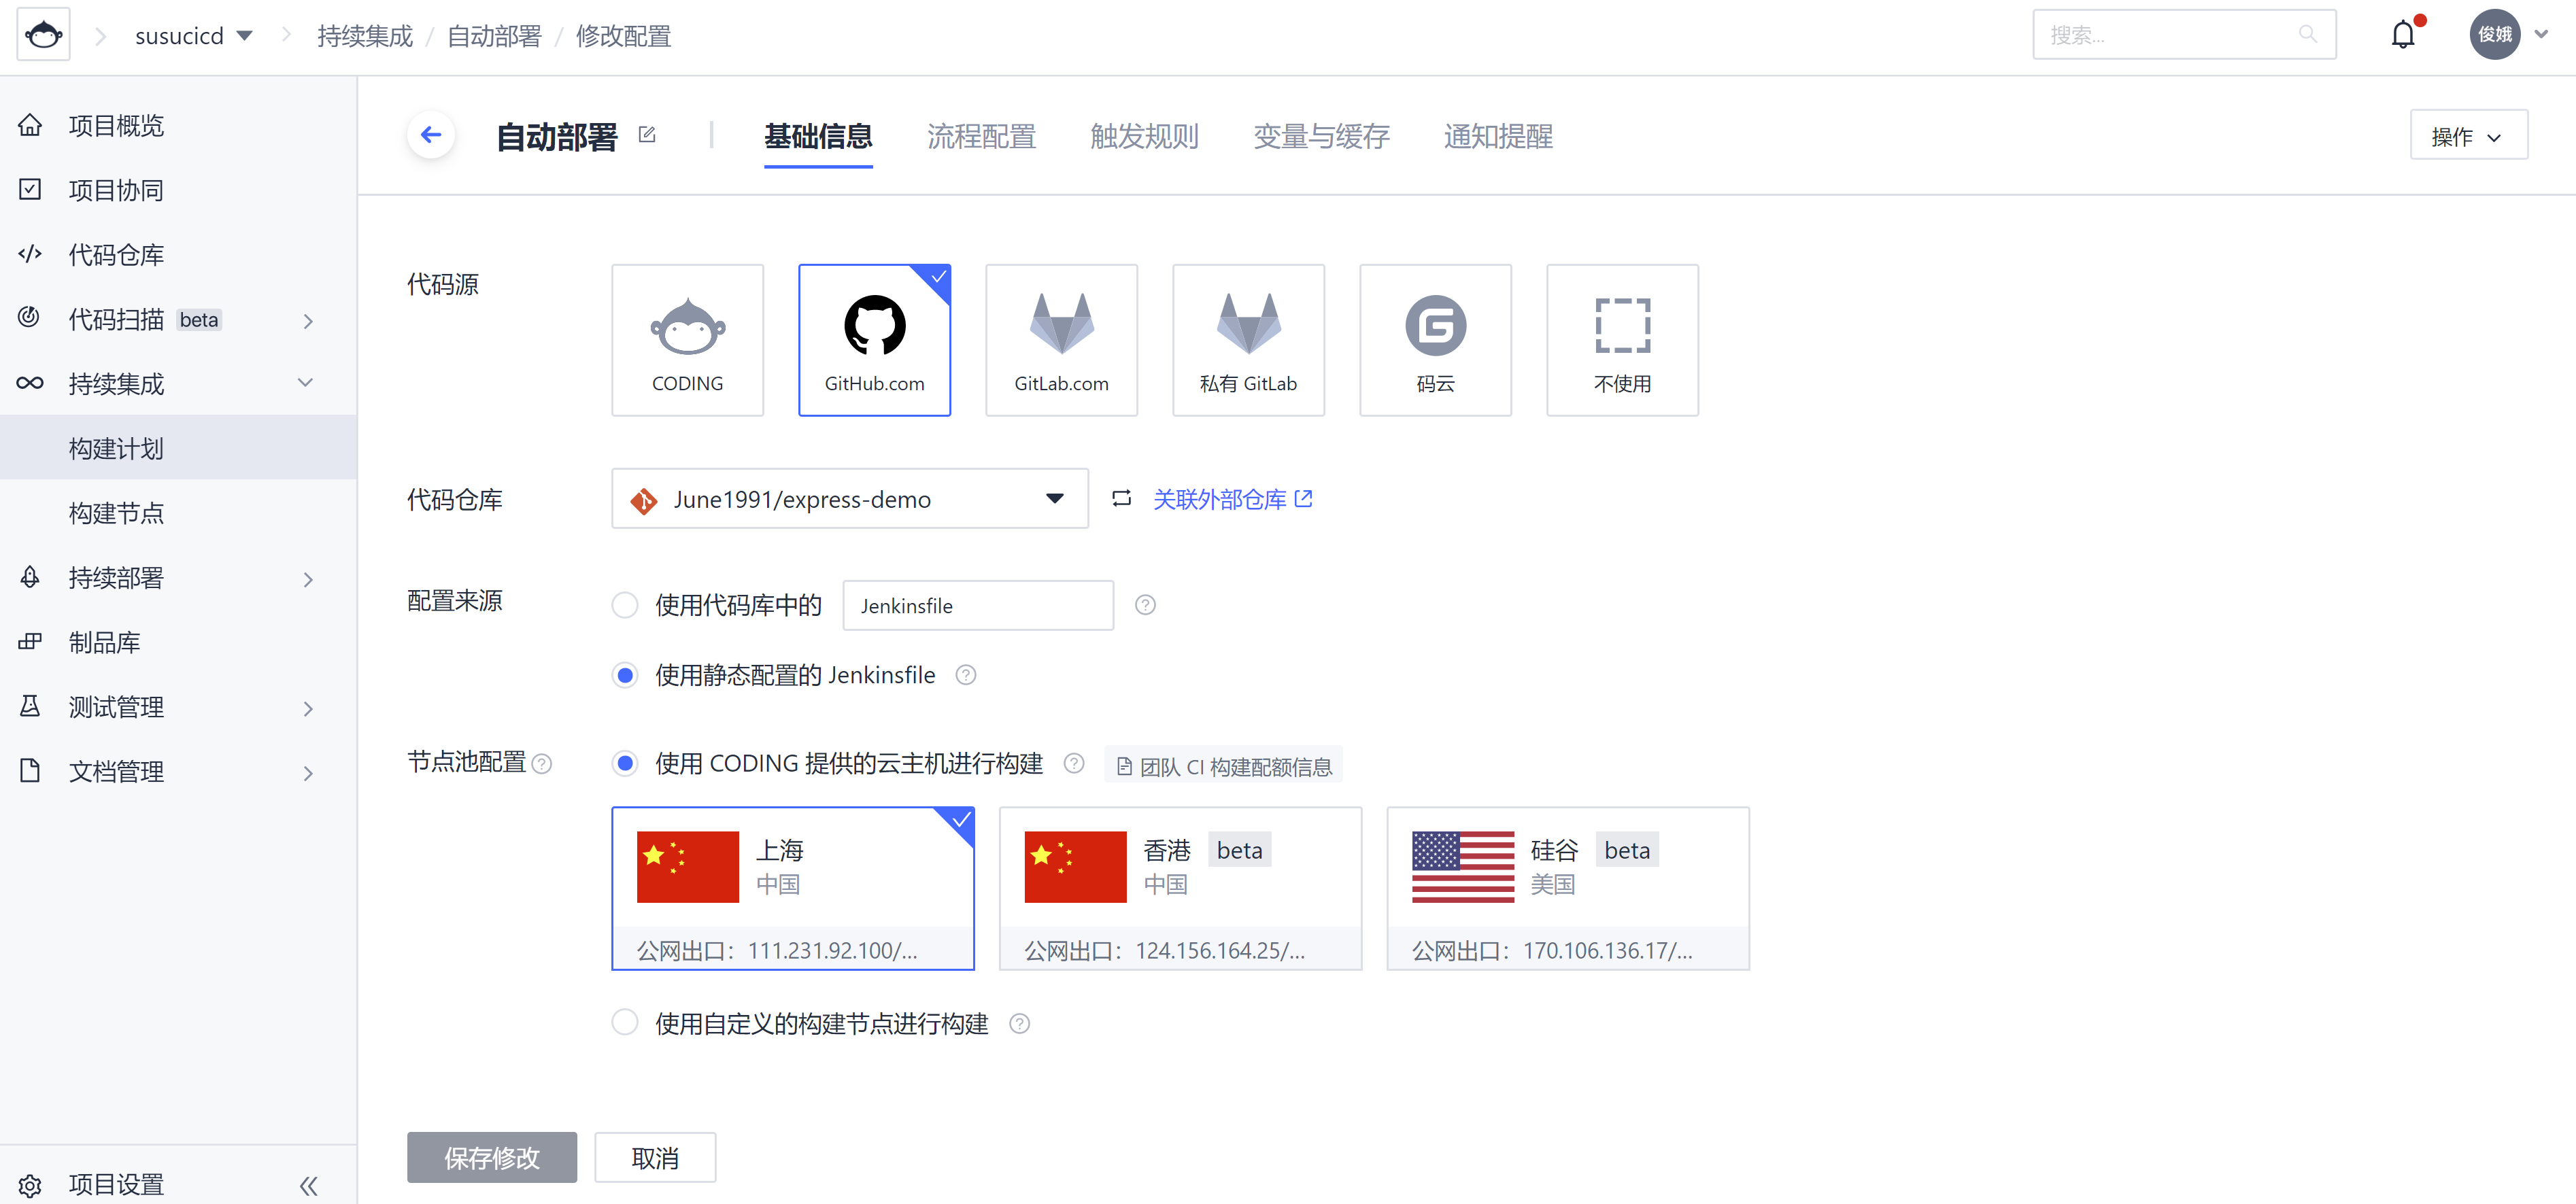 susucicd 持续集成 / 自动部署 / 修改配置
搜索...
俊娥
项目概览
项目协同
代码仓库
代码扫描 beta
持续集成
构建计划
构建节点
持续部署
制品库
测试管理
文档管理
项目设置
自动部署
基础信息 流程配置 触发规则 变量与缓存 通知提醒
操作
代码源
CODING
GitHub.com
GitLab.com
私有 GitLab
码云
不使用
代码仓库
June1991/express-demo
关联外部仓库
配置来源
使用代码库中的 Jenkinsfile
使用静态配置的 Jenkinsfile
节点池配置
使用 CODING 提供的云主机进行构建
团队 CI 构建配额信息
上海
中国
公网出口：111.231.92.100/...
香港 beta
中国
公网出口：124.156.164.25/...
硅谷 beta
美国
公网出口：170.106.136.17/...
使用自定义的构建节点进行构建
保存修改
取消